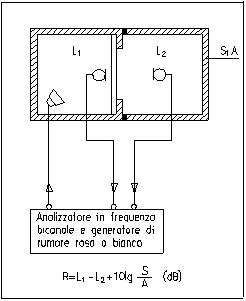 L1
L2
S,A
Analizzatore in frequenza
bicanale e generatore di
rumore rosa o bianco
R=L1-L2+10lg S/A (dB)